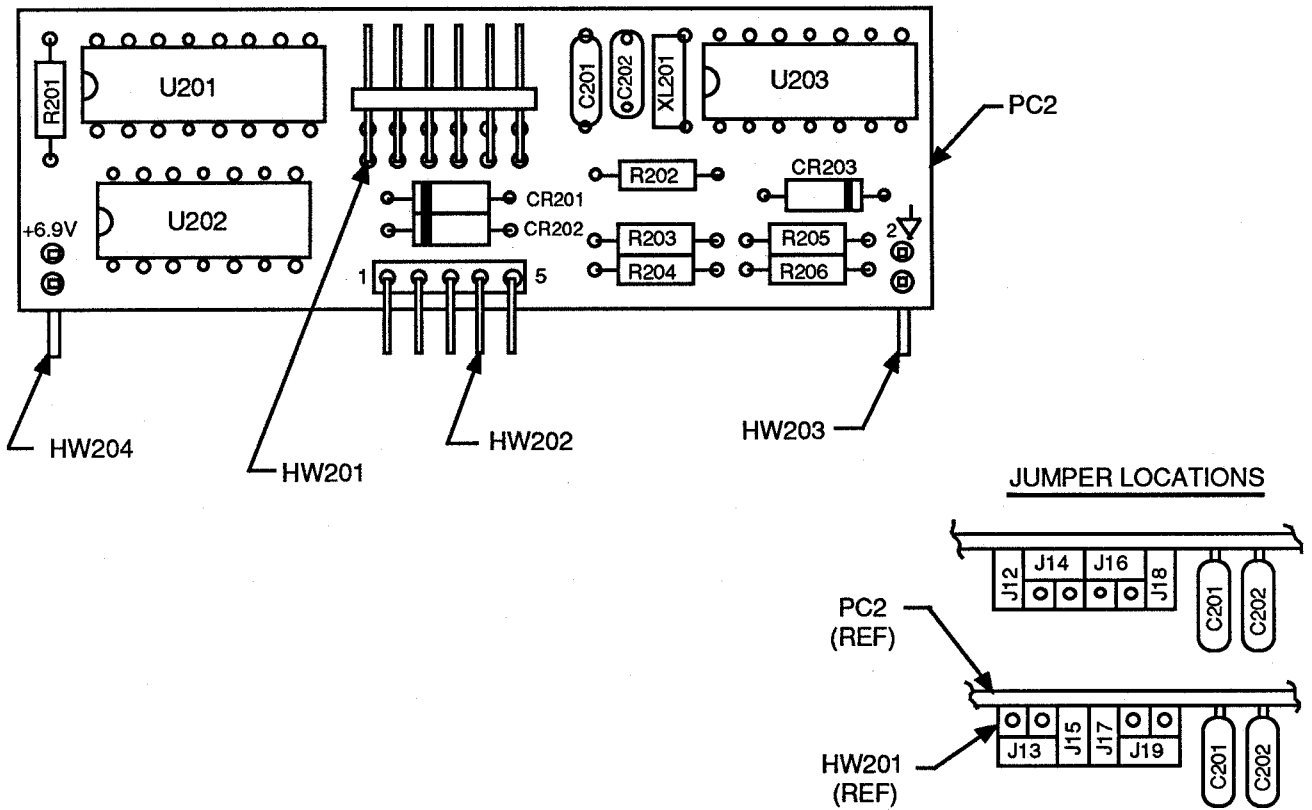 R201
U201
C201
C202
XL201
U203
PC2
U202
+6.9V
CR201
CR202
R202
CR203
R203
R204
R205
R206
2
1
5
HW204
HW201
HW202
HW203
JUMPER LOCATIONS
J12
J14
J16
J18
C201
C202
PC2
(REF)
J13
J15
J17
J19
C201
C202
HW201
(REF)